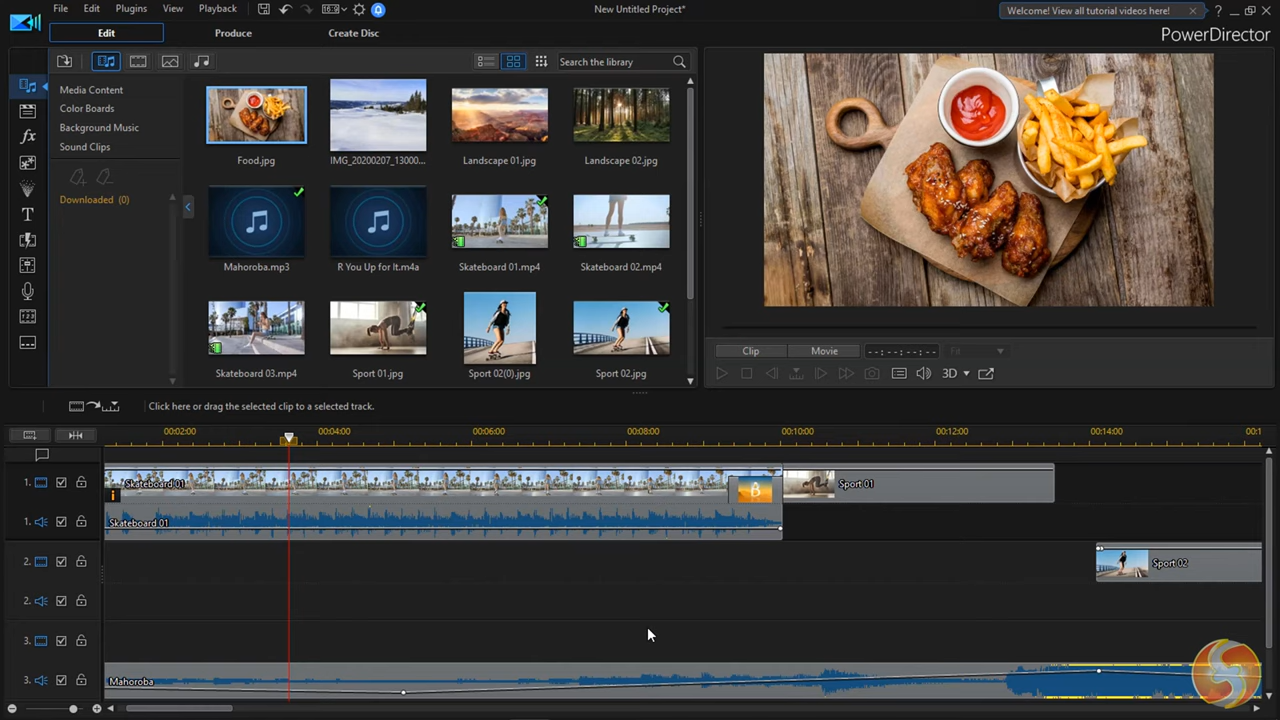 File Edit Plugins View Playback 16:9 New Untitled Project* Welcome! View all tutorial videos here! ?
Edit Produce Create Disc PowerDirector
Search the library
Media Content
Color Boards
Background Music
Sound Clips
Downloaded (0)
Food.jpg IMG_20200207_13000... Landscape 01.jpg Landscape 02.jpg
Mahoroba.mp3 R You Up for It.m4a Skateboard 01.mp4 Skateboard 02.mp4
Skateboard 03.mp4 Sport 01.jpg Sport 02(0).jpg Sport 02.jpg
fx
T
Clip Movie --:--:--:-- Fit
3D
Click here or drag the selected clip to a selected track.
00:02:00 00:04:00 00:06:00 00:08:00 00:10:00 00:12:00 00:14:00 00:1
1. Skateboard 01 B Sport 01
1. Skateboard 01
2. Sport 02
2.
3.
3. Mahoroba